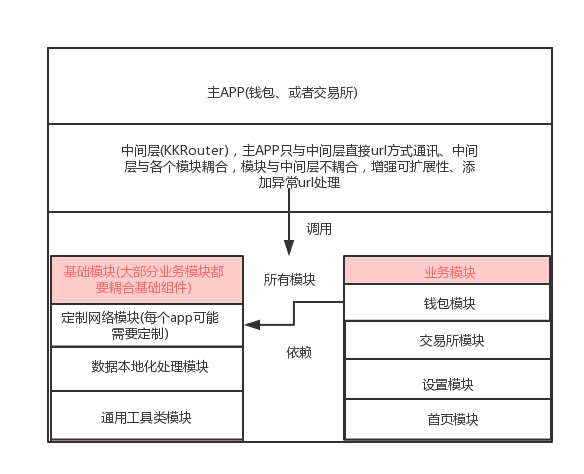 主APP(钱包、或者交易所)
中间层(KKRouter)，主APP只与中间层直接url方式通讯、中间
层与各个模块耦合，模块与中间层不耦合，增强可扩展性、添
加异常url处理
调用
基础模块(大部分业务模块都
要耦合基础组件)
所有模块
业务模块
定制网络模块(每个app可能
需要定制)
钱包模块
依赖
交易所模块
数据本地化处理模块
设置模块
通用工具类模块
首页模块